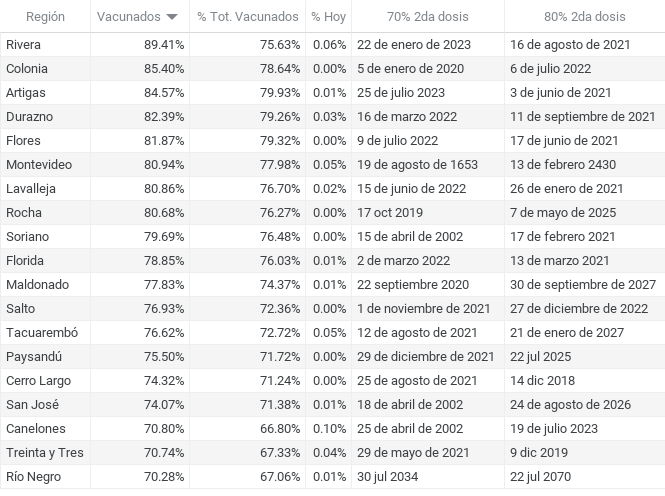 Región Vacunados % Tot. Vacunados % Hoy 70% 2da dosis 80% 2da dosis
Rivera 89.41% 75.63% 0.06% 22 de enero de 2023 16 de agosto de 2021
Colonia 85.40% 78.64% 0.00% 5 de enero de 2020 6 de julio 2022
Artigas 84.57% 79.93% 0.01% 25 de julio 2023 3 de junio de 2021
Durazno 82.39% 79.26% 0.03% 16 de marzo 2022 11 de septiembre de 2021
Flores 81.87% 79.32% 0.00% 9 de julio 2022 17 de junio de 2021
Montevideo 80.94% 77.98% 0.05% 19 de agosto de 1653 13 de febrero 2430
Lavalleja 80.86% 76.70% 0.02% 15 de junio de 2022 26 de enero de 2021
Rocha 80.68% 76.27% 0.00% 17 oct 2019 7 de mayo de 2025
Soriano 79.69% 76.48% 0.00% 15 de abril de 2002 17 de febrero 2021
Florida 78.85% 76.03% 0.01% 2 de marzo 2022 13 de marzo 2021
Maldonado 77.83% 74.37% 0.01% 22 septiembre 2020 30 de septiembre de 2027
Salto 76.93% 72.36% 0.00% 1 de noviembre de 2021 27 de diciembre de 2022
Tacuarembó 76.62% 72.72% 0.05% 12 de agosto de 2021 21 de enero de 2027
Paysandú 75.50% 71.72% 0.00% 29 de diciembre de 2021 22 jul 2025
Cerro Largo 74.32% 71.24% 0.00% 25 de agosto de 2021 14 dic 2018
San José 74.07% 71.38% 0.01% 18 de abril de 2002 24 de agosto de 2026
Canelones 70.80% 66.80% 0.10% 25 de abril de 2002 19 de julio 2023
Treinta y Tres 70.74% 67.33% 0.04% 29 de mayo de 2021 9 dic 2019
Río Negro 70.28% 67.06% 0.01% 30 jul 2034 22 jul 2070